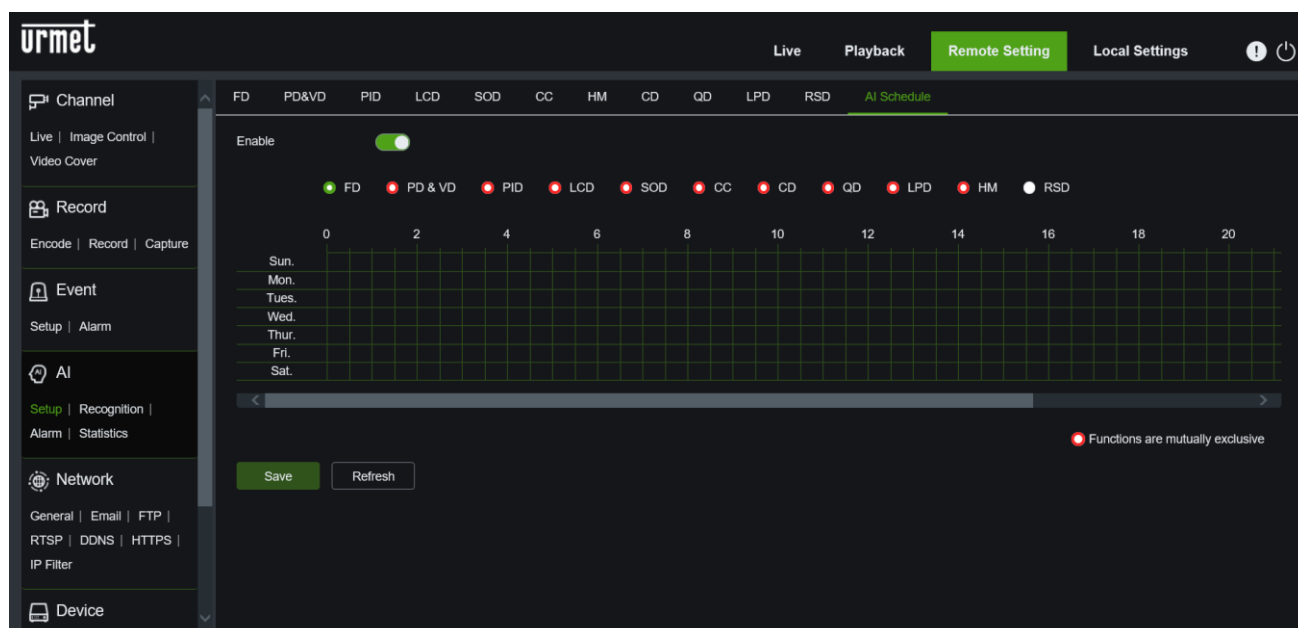 urmet
Live Playback Remote Setting Local Settings
Channel
Live | Image Control |
Video Cover
Record
Encode | Record | Capture
Event
Setup | Alarm
AI
Setup | Recognition |
Alarm | Statistics
Network
General | Email | FTP |
RTSP | DDNS | HTTPS |
IP Filter
Device
FD PD&VD PID LCD SOD CC HM CD QD LPD RSD AI Schedule
Enable
FD PD & VD PID LCD SOD CC CD QD LPD HM RSD
0 2 4 6 8 10 12 14 16 18 20
Sun.
Mon.
Tues.
Wed.
Thur.
Fri.
Sat.
Functions are mutually exclusive
Save Refresh